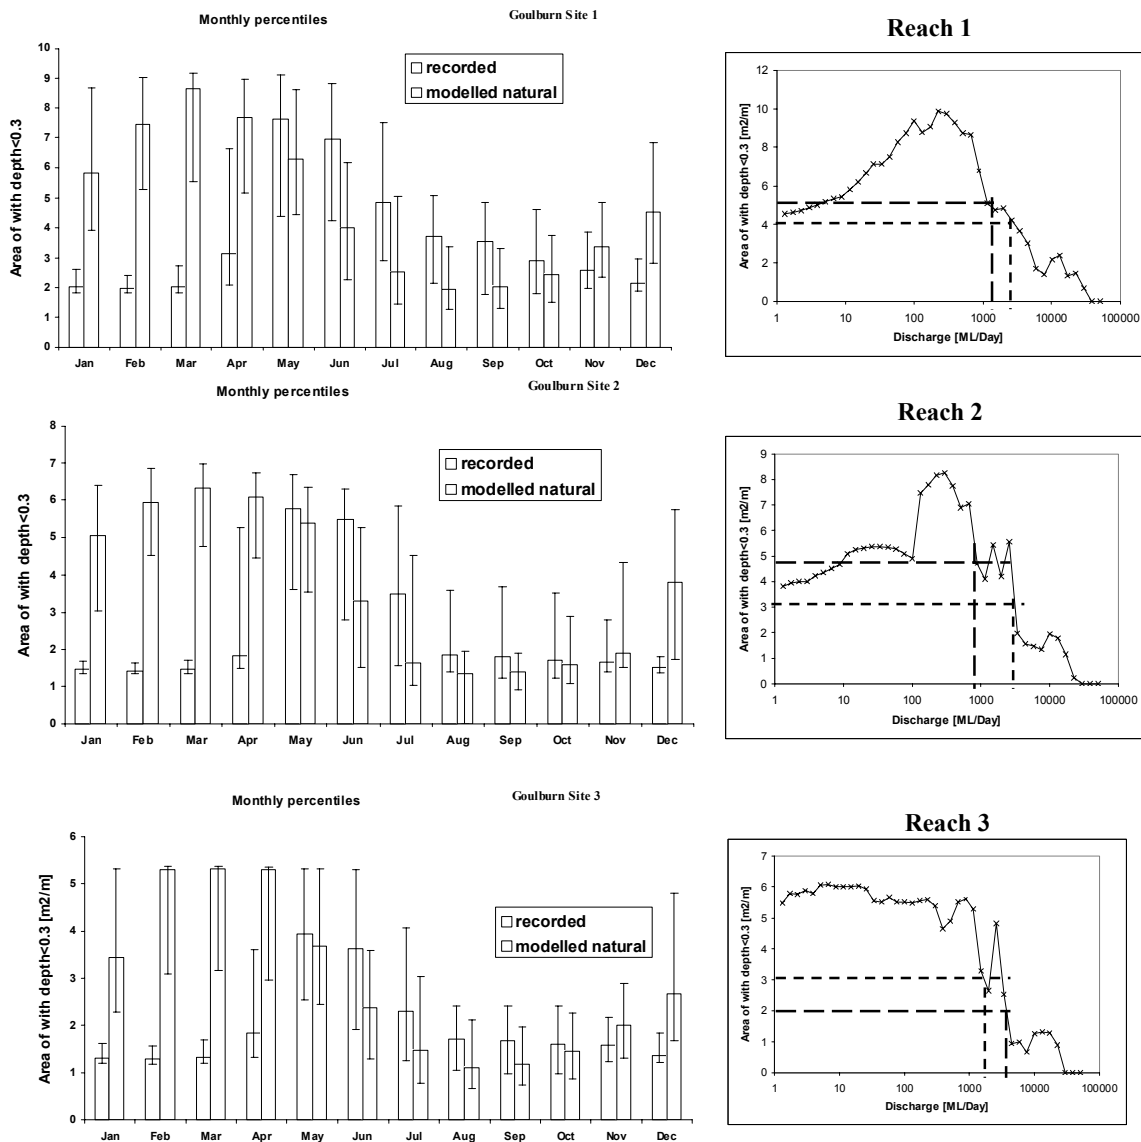 Monthly percentiles
Goulburn Site 1
Area of with depth<0.3
10
9
8
7
6
5
4
3
2
1
0
recorded
modelled natural
Jan Feb Mar Apr May Jun Jul Aug Sep Oct Nov Dec
Reach 1
Area of with depth<0.3 [m2/m]
12
10
8
6
4
2
0
1 10 100 1000 10000 100000
Discharge [ML/Day]
Monthly percentiles
Goulburn Site 2
Area of with depth<0.3
8
7
6
5
4
3
2
1
0
recorded
modelled natural
Jan Feb Mar Apr May Jun Jul Aug Sep Oct Nov Dec
Reach 2
Area of with depth<0.3 [m2/m]
9
8
7
6
5
4
3
2
1
0
1 10 100 1000 10000 100000
Discharge [ML/Day]
Monthly percentiles
Goulburn Site 3
Area of with depth<0.3 [m2/m]
6
5
4
3
2
1
0
recorded
modelled natural
Jan Feb Mar Apr May Jun Jul Aug Sep Oct Nov Dec
Reach 3
Area of with depth<0.3 [m2/m]
7
6
5
4
3
2
1
0
1 10 100 1000 10000 100000
Discharge [ML/Day]